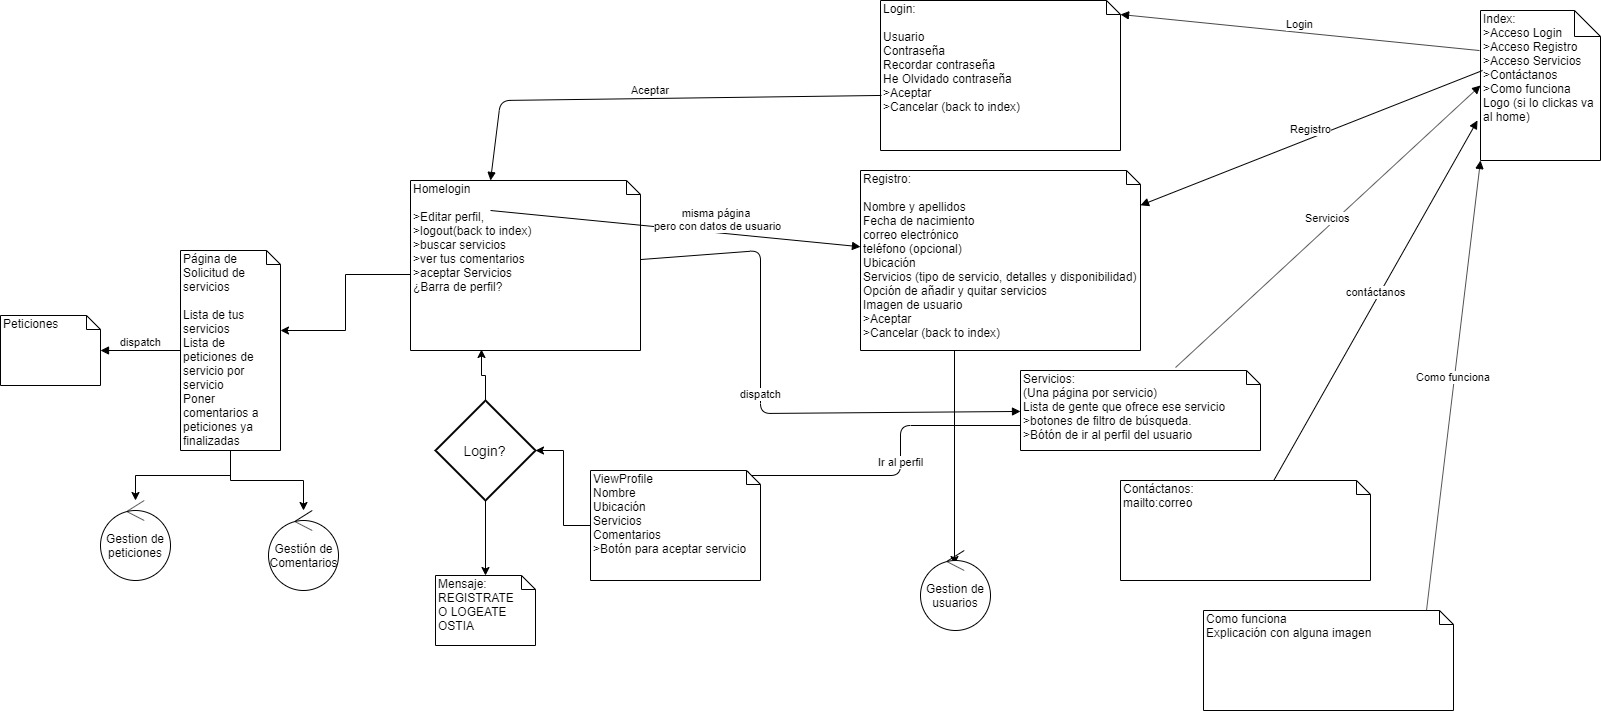 Login:
Usuario
Contraseña
Recordar contraseña
He Olvidado contraseña
>Aceptar
>Cancelar (back to index)
Login
Index:
>Acceso Login
>Acceso Registro
>Acceso Servicios
>Contáctanos
>Como funciona
Logo (si lo clickas va
al home)
Aceptar
Registro
Homelogin
>Editar perfil,
>logout(back to index)
>buscar servicios
>ver tus comentarios
>aceptar Servicios
¿Barra de perfil?
misma página
pero con datos de usuario
Registro:
Nombre y apellidos
Fecha de nacimiento
correo electrónico
teléfono (opcional)
Ubicación
Servicios (tipo de servicio, detalles y disponibilidad)
Opción de añadir y quitar servicios
Imagen de usuario
>Aceptar
>Cancelar (back to index)
Servicios
contáctanos
Como funciona
Página de
Solicitud de
servicios
Lista de tus
servicios
Lista de
peticiones de
servicio por
servicio
Poner
comentarios a
peticiones ya
finalizadas
Peticiones
dispatch
dispatch
Servicios:
(Una página por servicio)
Lista de gente que ofrece ese servicio
>botones de filtro de búsqueda.
>Bótón de ir al perfil del usuario
Ir al perfil
Login?
ViewProfile
Nombre
Ubicación
Servicios
Comentarios
>Botón para aceptar servicio
Contáctanos:
mailto:correo
Gestion de
peticiones
Gestión de
Comentarios
Mensaje:
REGISTRATE
O LOGEATE
OSTIA
Gestion de
usuarios
Como funciona
Explicación con alguna imagen